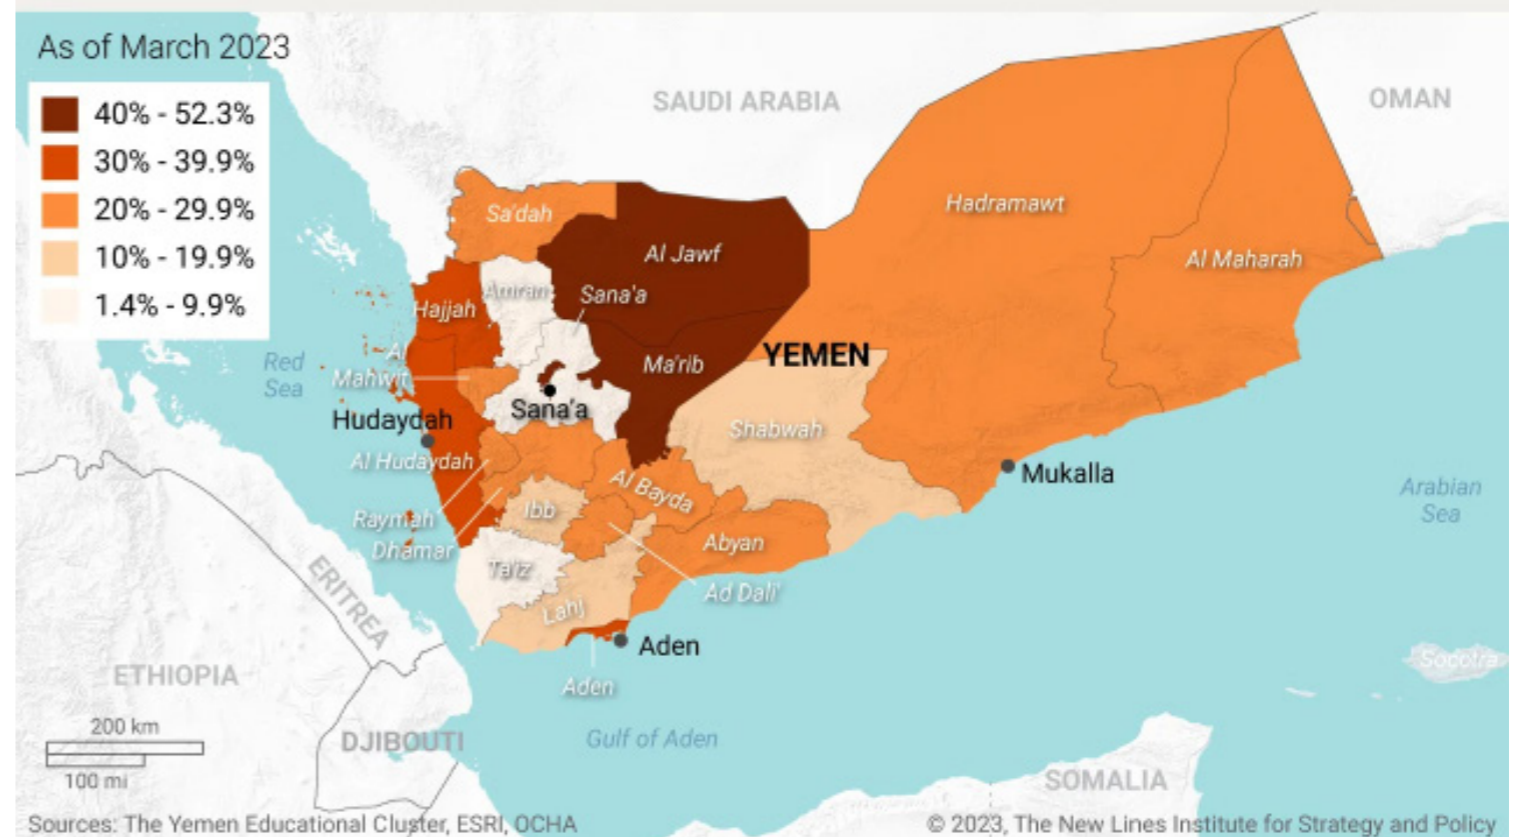 As of March 2023
40% - 52.3%
30% - 39.9%
20% - 29.9%
10% - 19.9%
1.4% - 9.9%
SAUDI ARABIA
OMAN
Hadramawt
Sa'dah
Al Jawf
Al Maharah
Amran
Sana'a
Hajjah
Red
Sea
Al
Mahwit
Ma'rib
YEMEN
Sana'a
Hudaydah
Shabwah
Al Hudaydah
Mukalla
Al Bayda
Arabian
Sea
Raymah
Ibb
Dhamar
Abyan
Ta'iz
Ad Dali'
Lahj
ERITREA
Aden
Aden
Socotra
ETHIOPIA
200 km
100 mi
DJIBOUTI
Gulf of Aden
SOMALIA
Sources: The Yemen Educational Cluster, ESRI, OCHA
© 2023, The New Lines Institute for Strategy and Policy